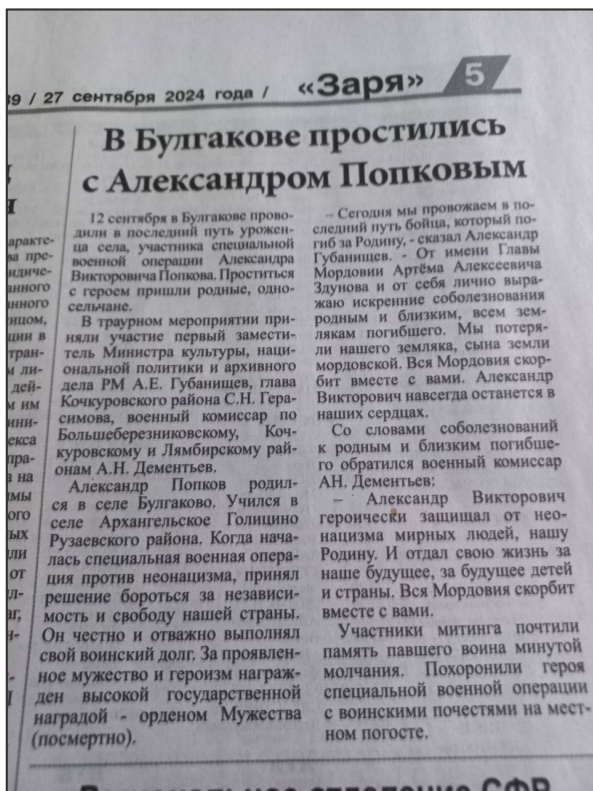 39 / 27 сентября 2024 года / «Заря» 5
В Булгакове простились
с Александром Попковым
12 сентября в Булгакове прово-
дили в последний путь урожен-
ца села, участника специальной
военной операции Александра
Викторовича Попкова. Проститься
с героем пришли родные, одно-
сельчане.
В траурном мероприятии при-
няли участие первый замести-
тель Министра культуры, наци-
ональной политики и архивного
дела РМ А.Е. Губанищев, глава
Кочкуровского района С.Н. Гера-
симова, военный комиссар по
Большеберезниковскому, Коч-
куровскому и Лямбирскому рай-
онам А.Н. Дементьев.
Александр Попков родил-
ся в селе Булгаково. Учился в
селе Архангельское Голицино
Рузаевского района. Когда нача-
лась специальная военная опера-
ция против неонацизма, принял
решение бороться за независи-
мость и свободу нашей страны.
Он честно и отважно выполнял
свой воинский долг. За проявлен-
ное мужество и героизм награж-
ден высокой государственной
наградой - орденом Мужества
(посмертно).
– Сегодня мы провожаем в по-
следний путь бойца, который по-
гиб за Родину, - сказал Александр
Губанищев. - От имени Главы
Мордовии Артёма Алексеевича
Здунова и от себя лично выра-
жаю искренние соболезнования
родным и близким, всем зем-
лякам погибшего. Мы потеря-
ли нашего земляка, сына земли
мордовской. Вся Мордовия скор-
бит вместе с вами. Александр
Викторович навсегда останется в
наших сердцах.
Со словами соболезнований
к родным и близким погибше-
го обратился военный комиссар
АН. Дементьев:
– Александр Викторович
героически защищал от нео-
нацизма мирных людей, нашу
Родину. И отдал свою жизнь за
наше будущее, за будущее детей
и страны. Вся Мордовия скорбит
вместе с вами.
Участники митинга почтили
память павшего воина минутой
молчания. Похоронили героя
специальной военной операции
с воинскими почестями на мест-
ном погосте.